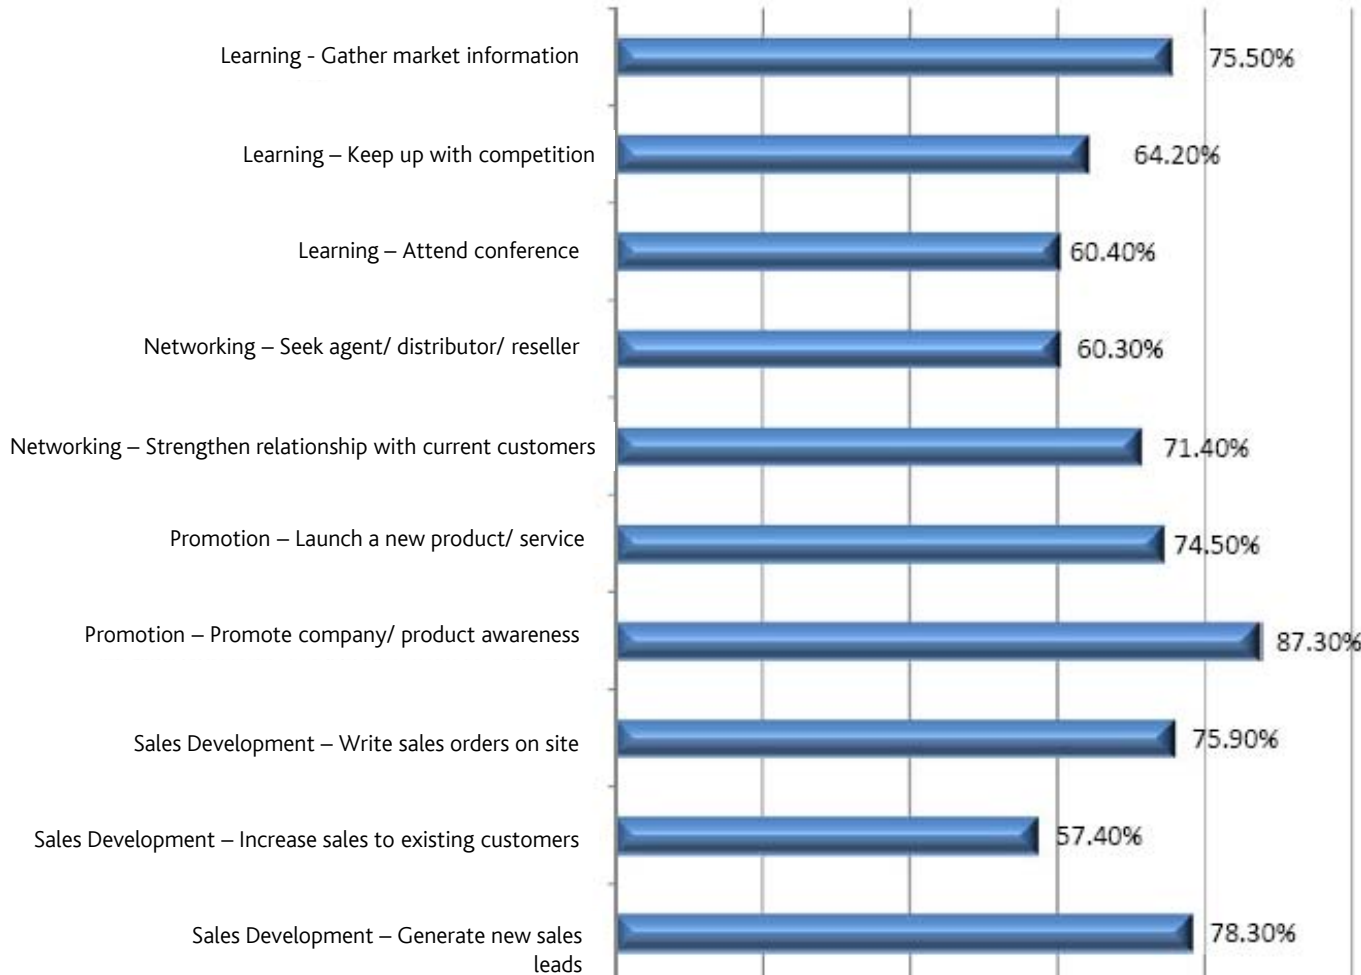 Learning - Gather market information 75.50%
Learning – Keep up with competition 64.20%
Learning – Attend conference 60.40%
Networking – Seek agent/ distributor/ reseller 60.30%
Networking – Strengthen relationship with current customers 71.40%
Promotion – Launch a new product/ service 74.50%
Promotion – Promote company/ product awareness 87.30%
Sales Development – Write sales orders on site 75.90%
Sales Development – Increase sales to existing customers 57.40%
Sales Development – Generate new sales 78.30%
leads